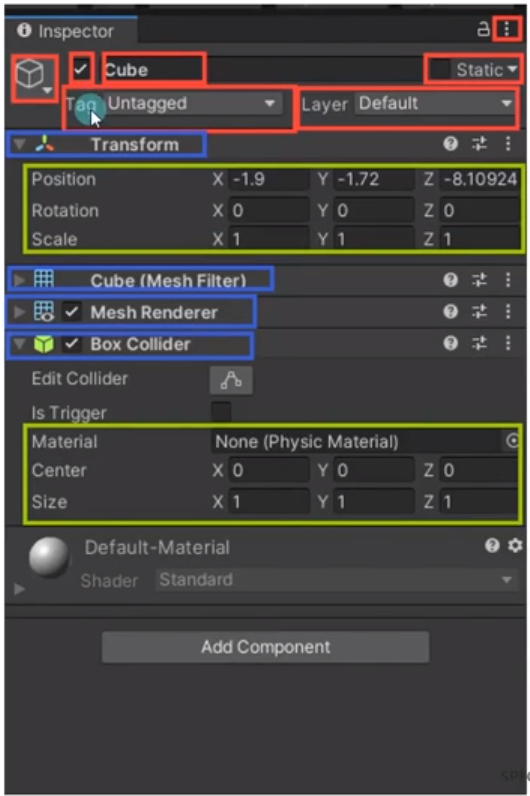 Inspector
Cube Static
Tag Untagged Layer Default
Transform
Position X -1.9 Y -1.72 Z -8.10924
Rotation X 0 Y 0 Z 0
Scale X 1 Y 1 Z 1
Cube (Mesh Filter)
Mesh Renderer
Box Collider
Edit Collider
Is Trigger
Material None (Physic Material)
Center X 0 Y 0 Z 0
Size X 1 Y 1 Z 1
Default-Material
Shader Standard
Add Component